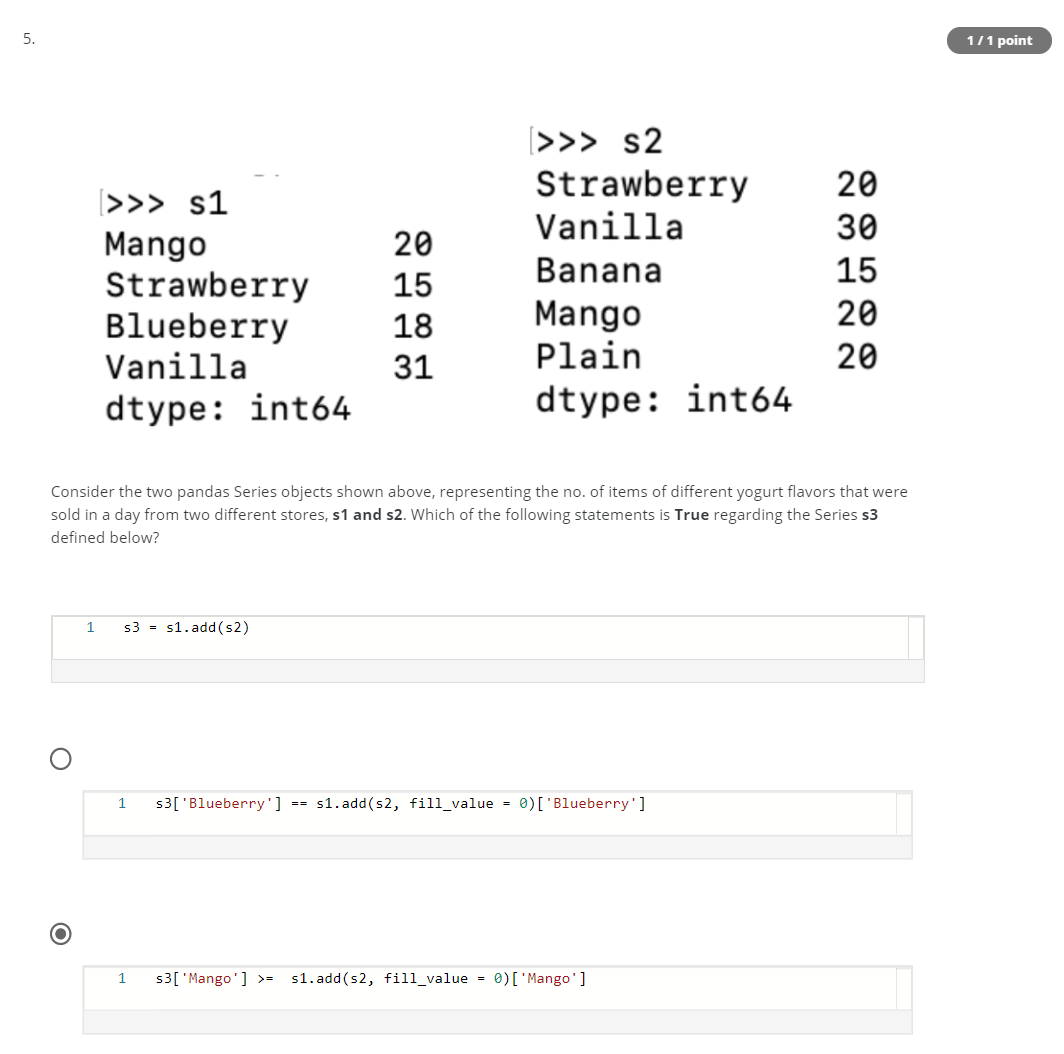 5.
1 / 1 point
>>> s1
Mango 20
Strawberry 15
Blueberry 18
Vanilla 31
dtype: int64
>>> s2
Strawberry 20
Vanilla 30
Banana 15
Mango 20
Plain 20
dtype: int64
Consider the two pandas Series objects shown above, representing the no. of items of different yogurt flavors that were
sold in a day from two different stores, s1 and s2. Which of the following statements is True regarding the Series s3
defined below?
1 s3 = s1.add(s2)
1 s3['Blueberry'] == s1.add(s2, fill_value = 0)['Blueberry']
1 s3['Mango'] >=  s1.add(s2, fill_value = 0)['Mango']